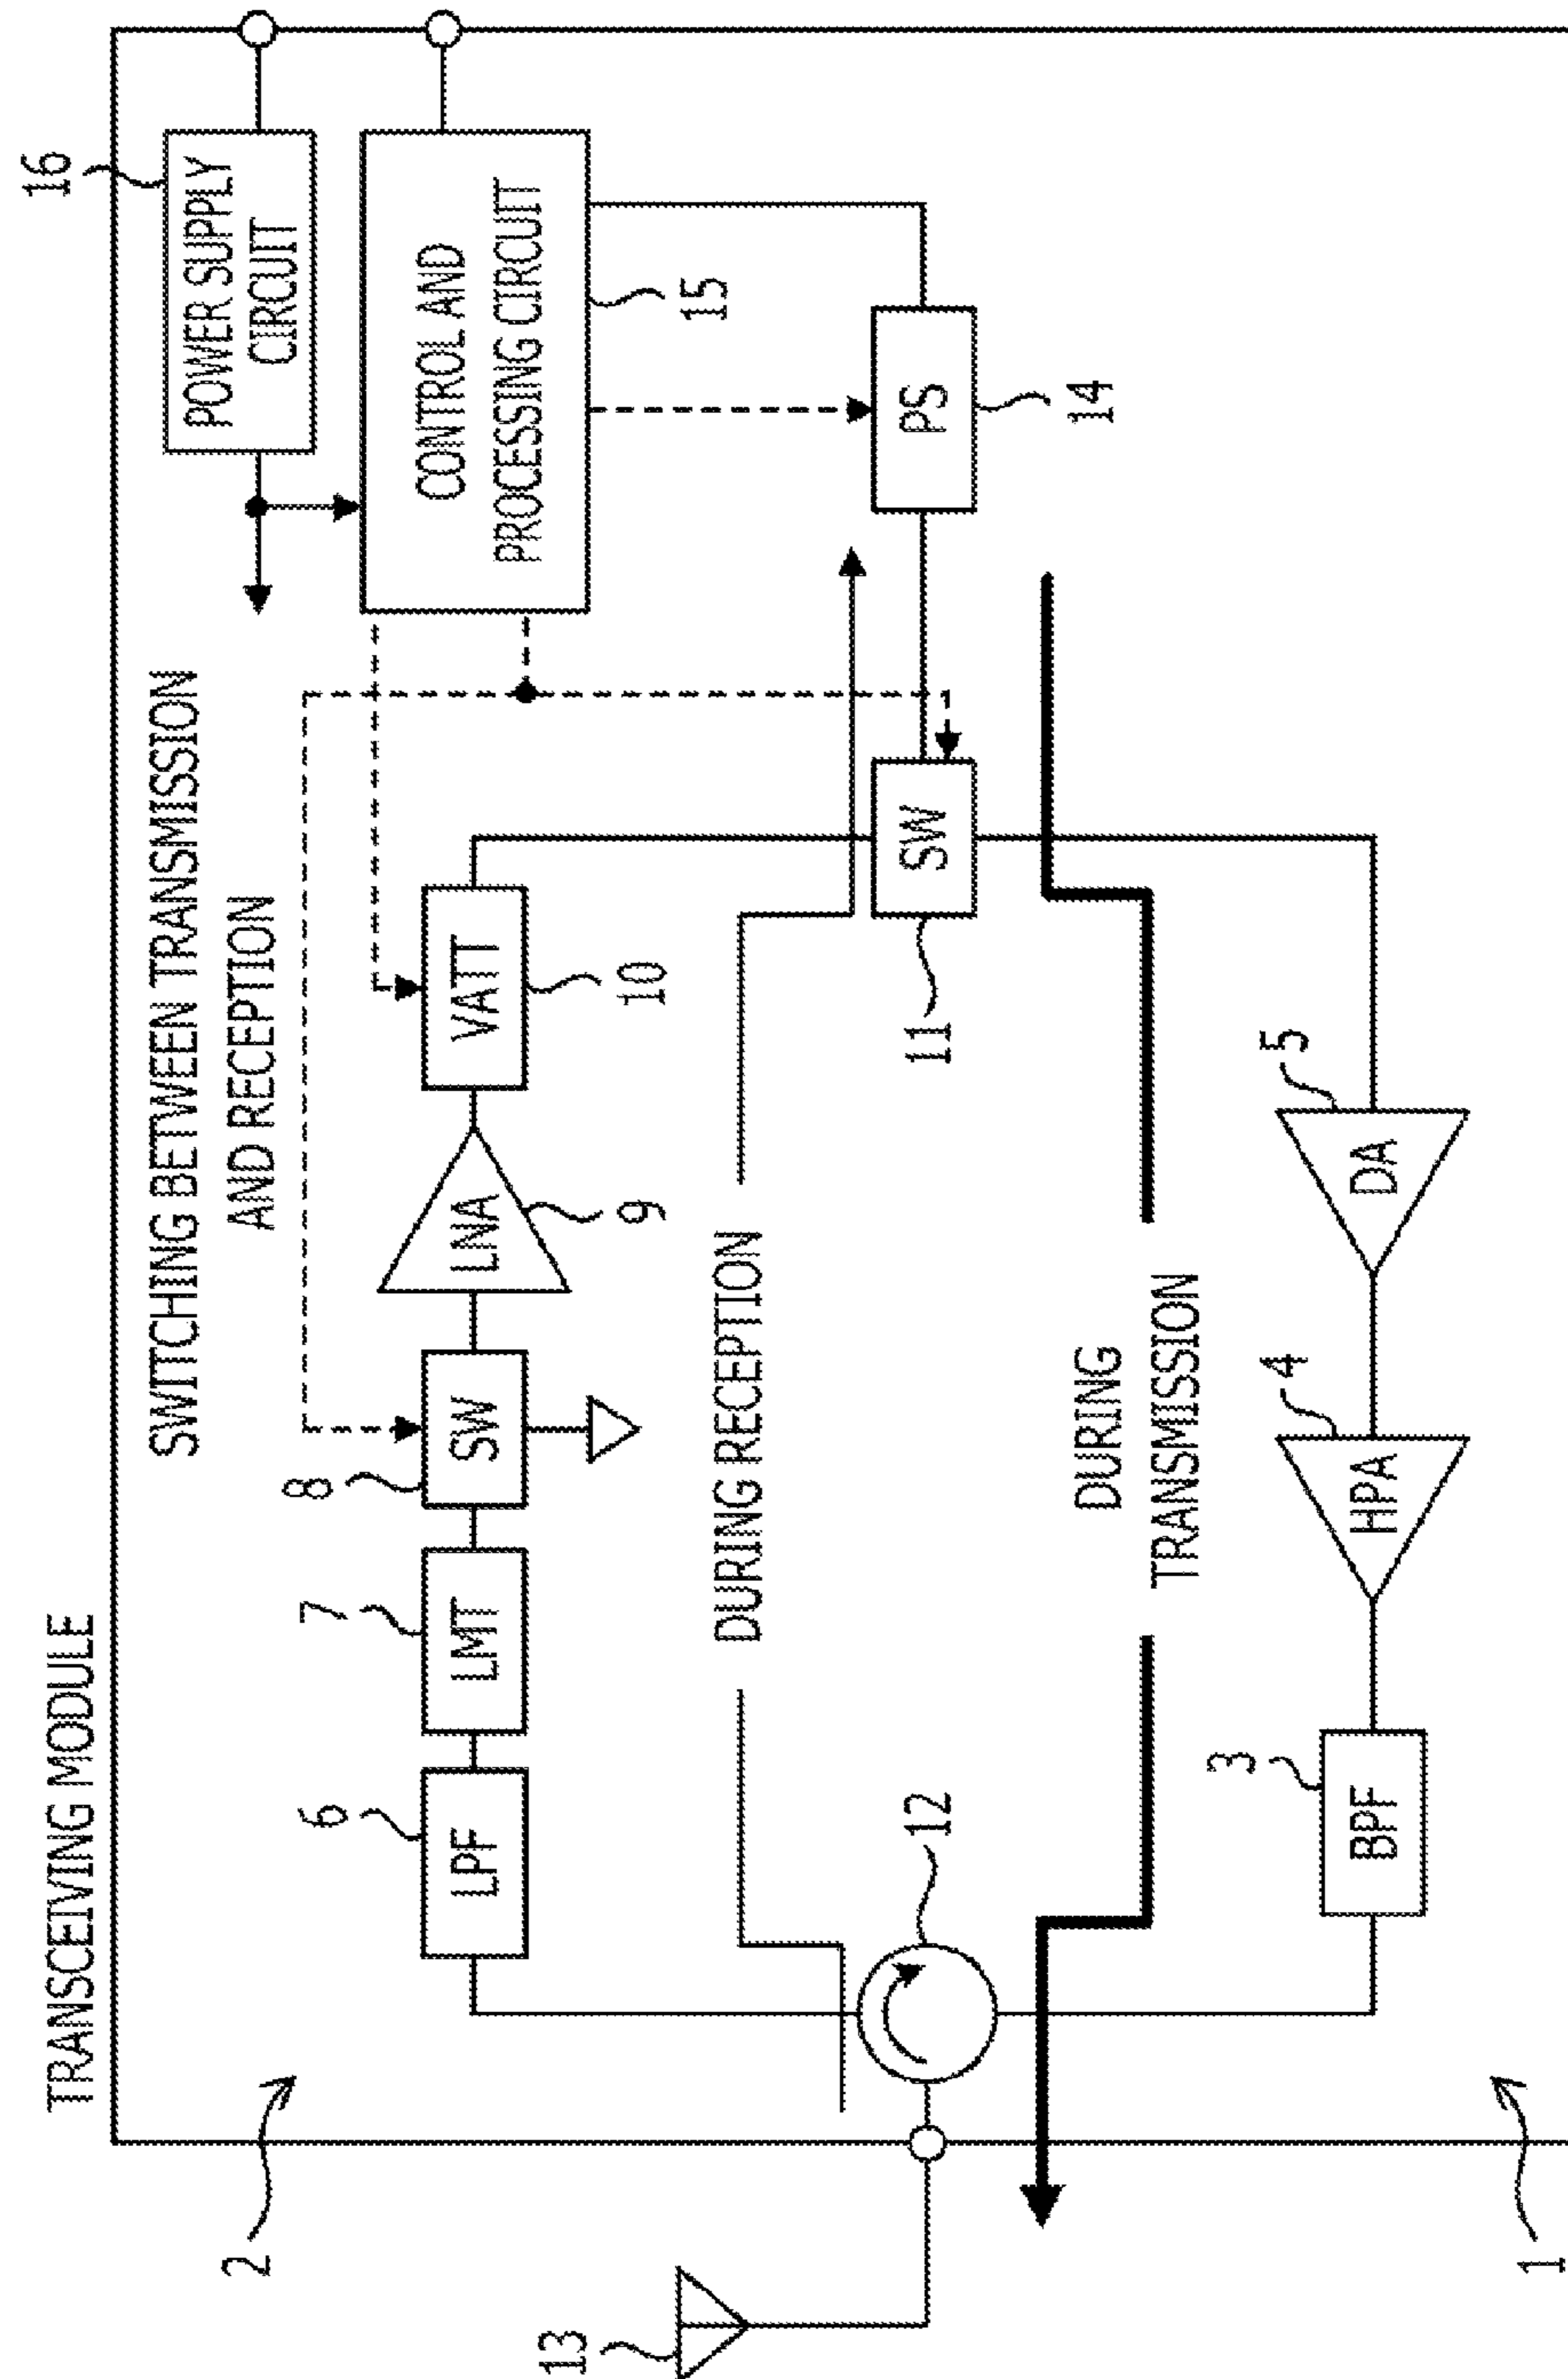 TRANSCEIVING MODULE
SWITCHING BETWEEN TRANSMISSION
AND RECEPTION
16
POWER SUPPLY
CIRCUIT
2
6
LPF
7
LMT
8
SW
LNA
9
VATT
10
CONTROL AND
PROCESSING CIRCUIT
15
DURING RECEPTION
13
12
11
SW
PS
14
DURING
TRANSMISSION
1
3
BPF
4
HPA
5
DA